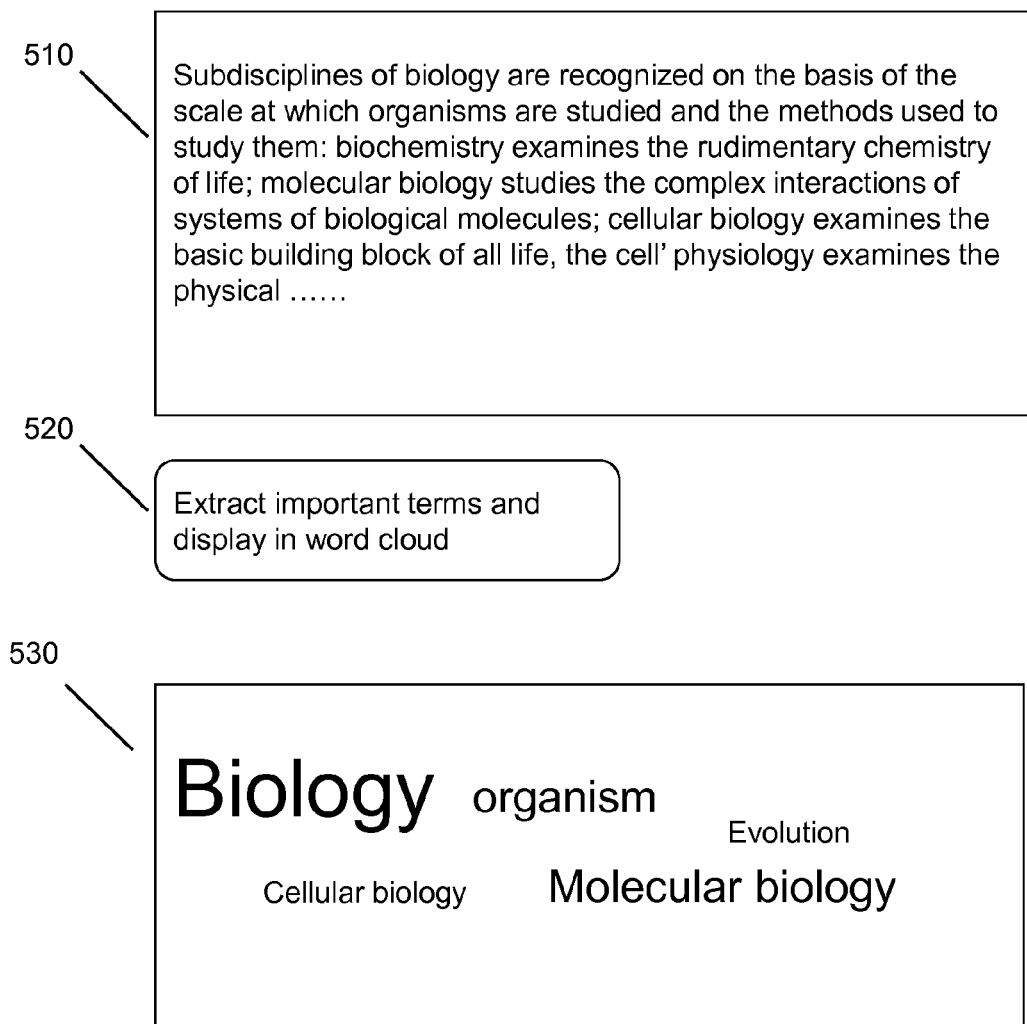 510
Subdisciplines of biology are recognized on the basis of the
scale at which organisms are studied and the methods used to
study them: biochemistry examines the rudimentary chemistry
of life; molecular biology studies the complex interactions of
systems of biological molecules; cellular biology examines the
basic building block of all life, the cell’ physiology examines the
physical ……
520
Extract important terms and
display in word cloud
530
Biology organism
Evolution
Cellular biology Molecular biology